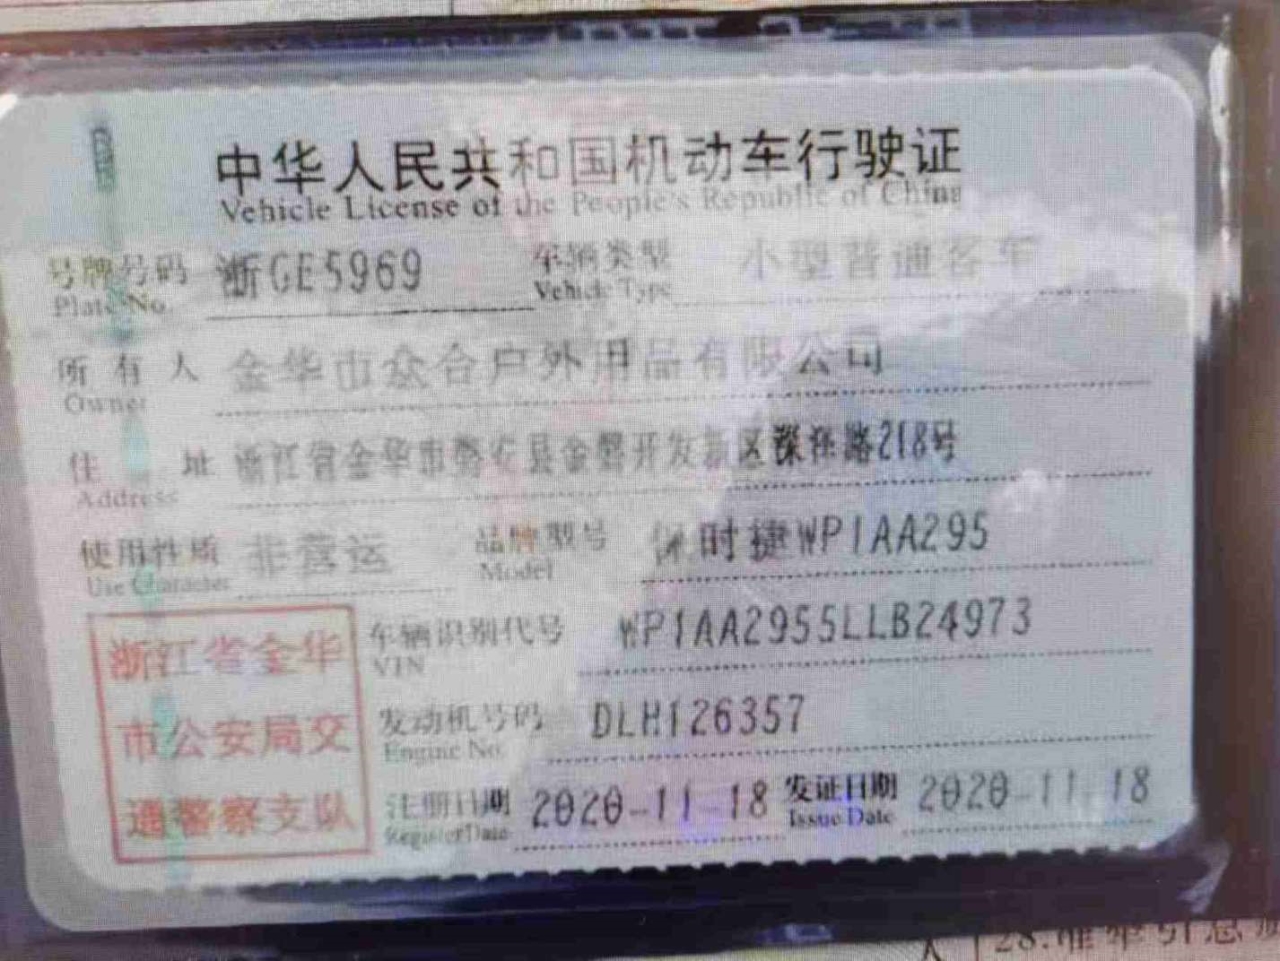 中华人民共和国机动车行驶证
Vehicle License of the People's Republic of China
号牌号码 浙GE5969 车辆类型 小型普通客车
Plate No. Vehicle Type
所有人 金华市众合户外用品有限公司
Owner
住址 浙江省金华市磐安县金磐开发新区深泽路218号
Address
使用性质 非营运 品牌型号 保时捷WP1AA295
Use Character Model
浙江省金华
市公安局交
通警察支队
车辆识别代号 WP1AA2955LLB24973
VIN
发动机号码 DLH126357
Engine No.
注册日期 2020-11-18 发证日期 2020-11-18
Register Date Issue Date